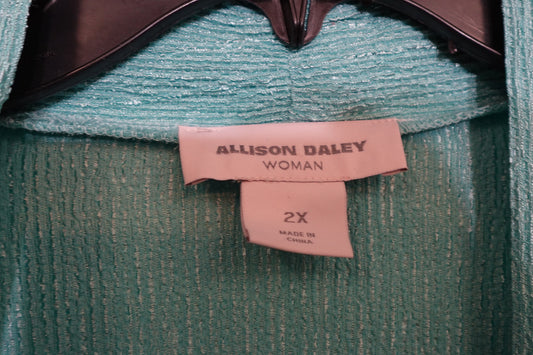 ALLISON DALEY
WOMAN
2X
MADE IN
CHINA